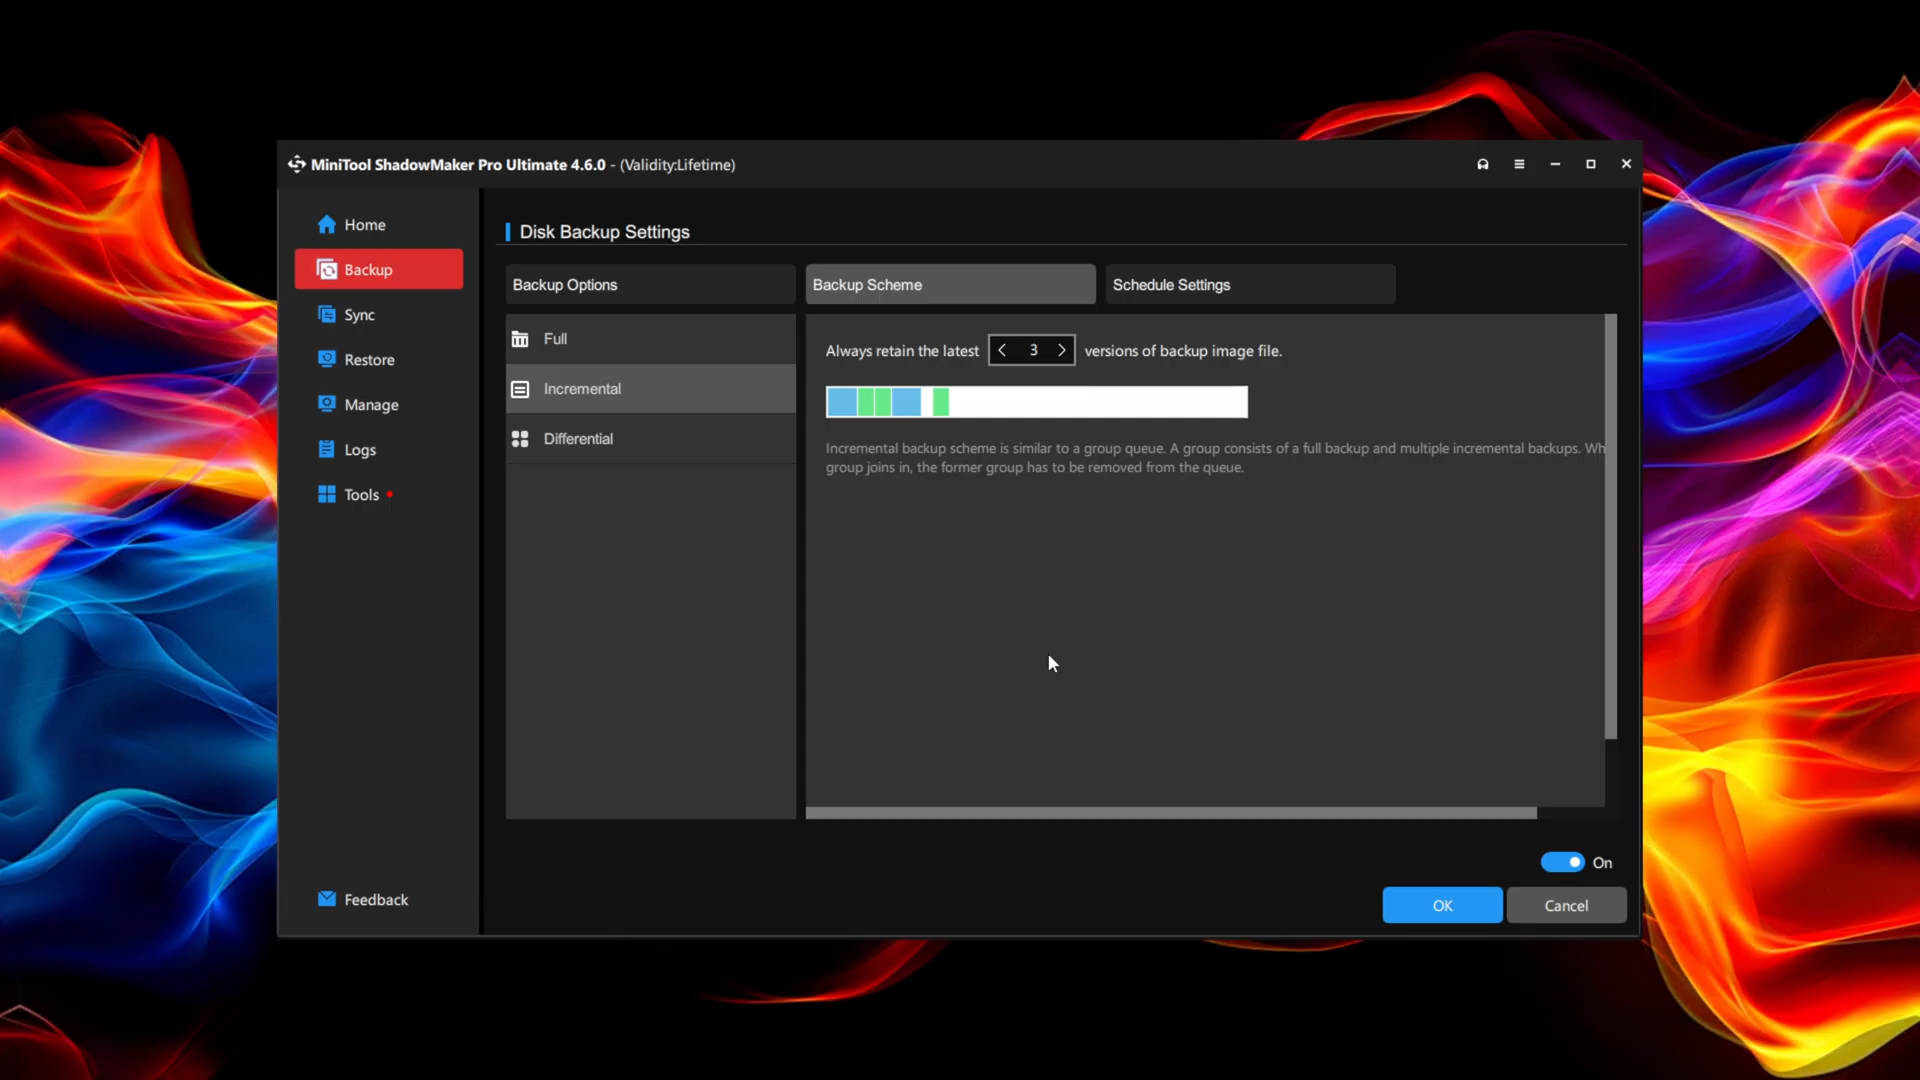 MiniTool ShadowMaker Pro Ultimate 4.6.0 - (Validity:Lifetime)
Home
Backup
Sync
Restore
Manage
Logs
Tools
Feedback
Disk Backup Settings
Backup Options
Backup Scheme
Schedule Settings
Full
Incremental
Differential
Always retain the latest 3 versions of backup image file.
Incremental backup scheme is similar to a group queue. A group consists of a full backup and multiple incremental backups. Wh
group joins in, the former group has to be removed from the queue.
On
OK
Cancel